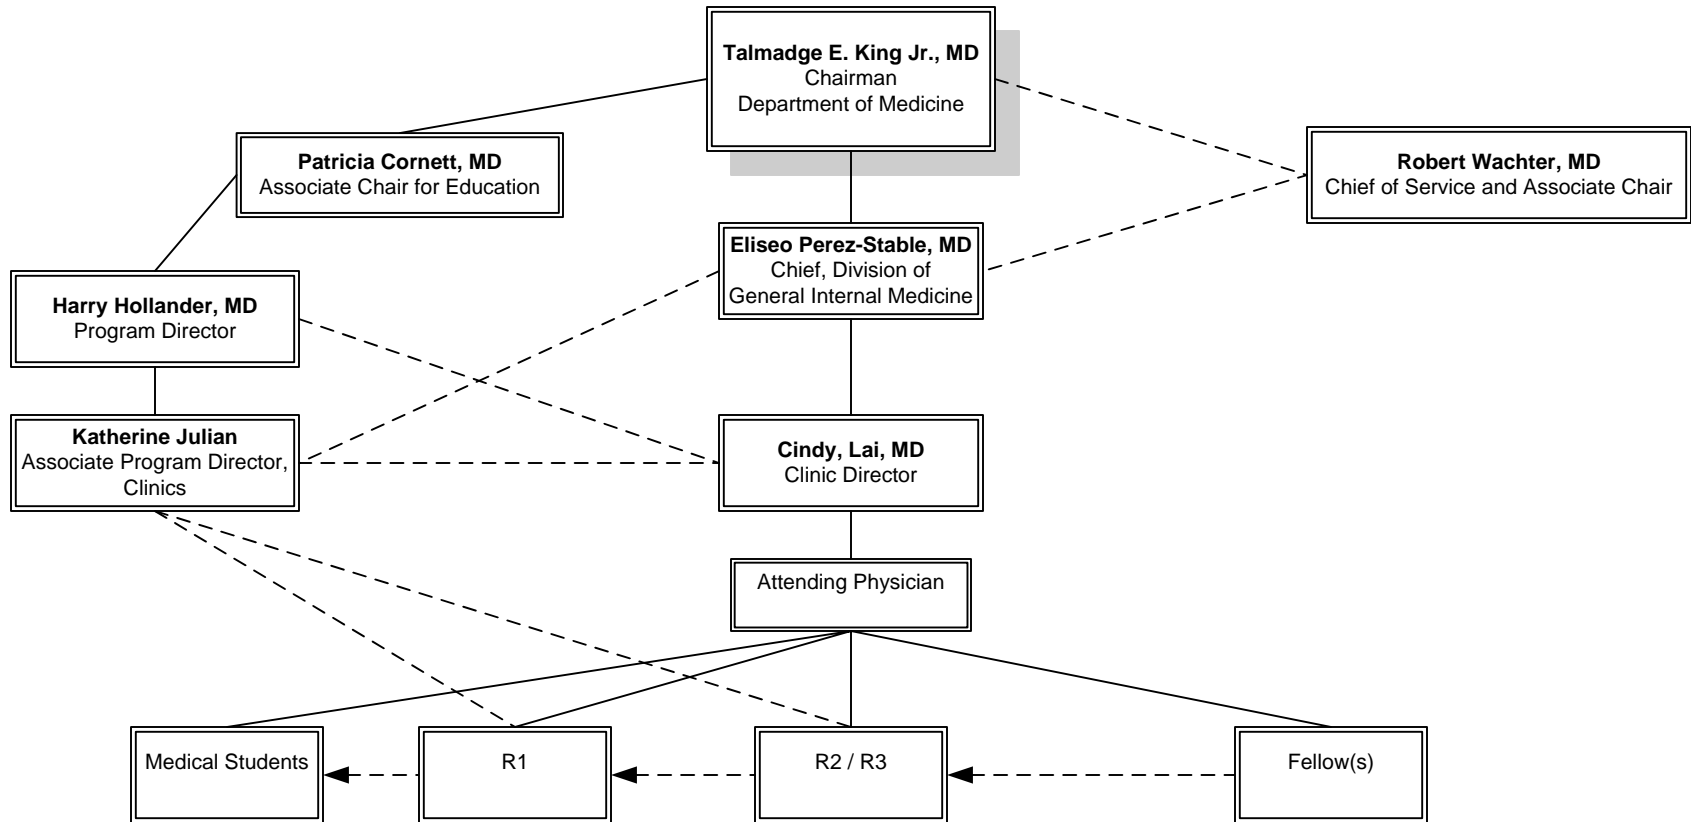 Talmadge E. King Jr., MD
Chairman
Department of Medicine
Patricia Cornett, MD
Associate Chair for Education
Robert Wachter, MD
Chief of Service and Associate Chair
Eliseo Perez-Stable, MD
Chief, Division of
General Internal Medicine
Harry Hollander, MD
Program Director
Katherine Julian
Associate Program Director,
Clinics
Cindy, Lai, MD
Clinic Director
Attending Physician
Medical Students
R1
R2 / R3
Fellow(s)